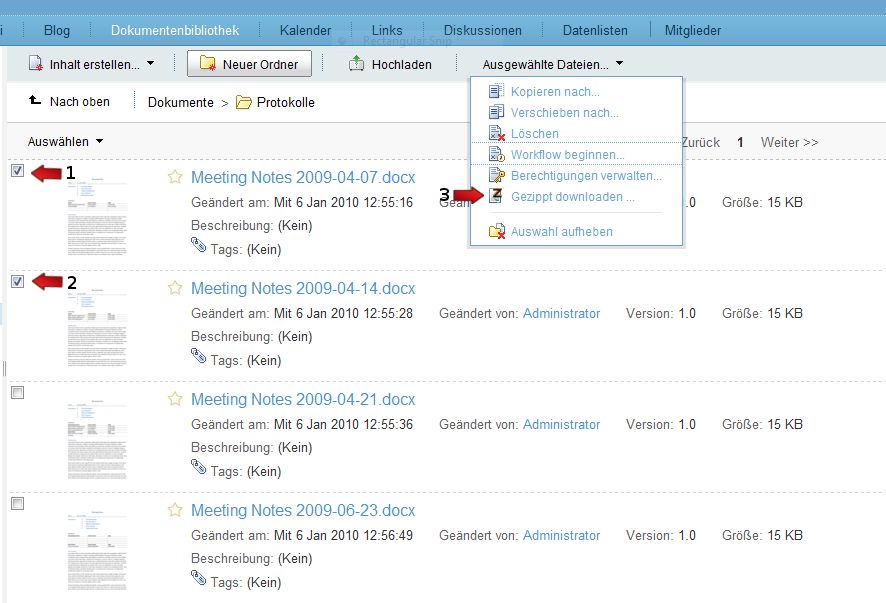 i Blog Dokumentenbibliothek Kalender Links Diskussionen Datenlisten Mitglieder
Rectangular Snip
Inhalt erstellen... Neuer Ordner Hochladen Ausgewählte Dateien...
Nach oben Dokumente > Protokolle
Kopieren nach...
Verschieben nach...
Löschen
Workflow beginnen...
Berechtigungen verwalten...
3 Gezippt downloaden ...
Auswahl aufheben
Auswählen Zurück 1 Weiter >>
1 Meeting Notes 2009-04-07.docx
Geändert am: Mit 6 Jan 2010 12:55:16 Geän .0 Größe: 15 KB
Beschreibung: (Kein)
Tags: (Kein)
2 Meeting Notes 2009-04-14.docx
Geändert am: Mit 6 Jan 2010 12:55:28 Geändert von: Administrator Version: 1.0 Größe: 15 KB
Beschreibung: (Kein)
Tags: (Kein)
Meeting Notes 2009-04-21.docx
Geändert am: Mit 6 Jan 2010 12:55:36 Geändert von: Administrator Version: 1.0 Größe: 15 KB
Beschreibung: (Kein)
Tags: (Kein)
Meeting Notes 2009-06-23.docx
Geändert am: Mit 6 Jan 2010 12:56:49 Geändert von: Administrator Version: 1.0 Größe: 15 KB
Beschreibung: (Kein)
Tags: (Kein)